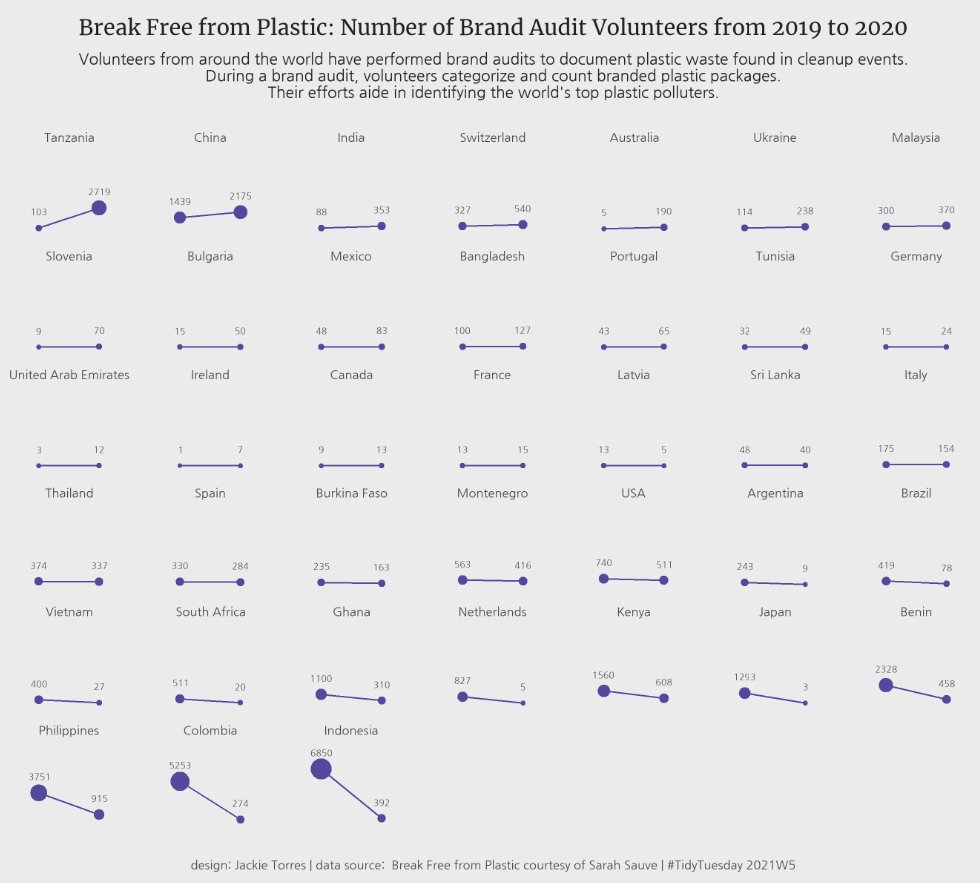 Break Free from Plastic: Number of Brand Audit Volunteers from 2019 to 2020
Volunteers from around the world have performed brand audits to document plastic waste found in cleanup events.
During a brand audit, volunteers categorize and count branded plastic packages.
Their efforts aide in identifying the world's top plastic polluters.
Tanzania China India Switzerland Australia Ukraine Malaysia
103 2719 1439 2175 88 353 327 540 5 190 114 238 300 370
Slovenia Bulgaria Mexico Bangladesh Portugal Tunisia Germany
9 70 15 50 48 83 100 127 43 65 32 49 15 24
United Arab Emirates Ireland Canada France Latvia Sri Lanka Italy
3 12 1 7 9 13 13 15 13 5 48 40 175 154
Thailand Spain Burkina Faso Montenegro USA Argentina Brazil
374 337 330 284 235 163 563 416 740 511 243 9 419 78
Vietnam South Africa Ghana Netherlands Kenya Japan Benin
400 27 511 20 1100 310 827 5 1560 608 1293 3 2328 458
Philippines Colombia Indonesia
3751 915 5253 274 6850 392
design: Jackie Torres | data source: Break Free from Plastic courtesy of Sarah Sauve | #TidyTuesday 2021W5